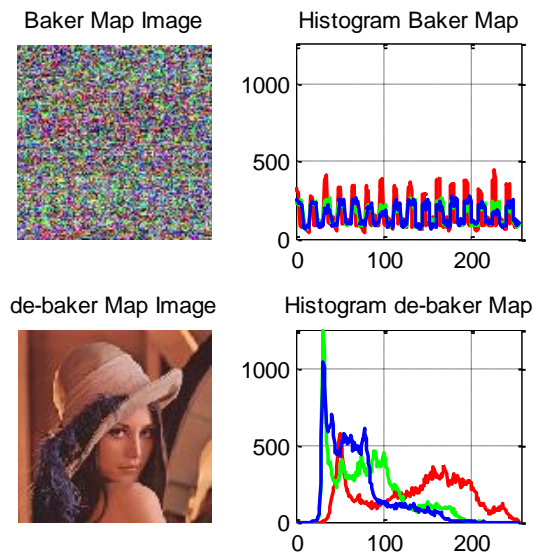 Baker Map Image
Histogram Baker Map
1000
500
0
0 100 200
de-baker Map Image
Histogram de-baker Map
1000
500
0
0 100 200